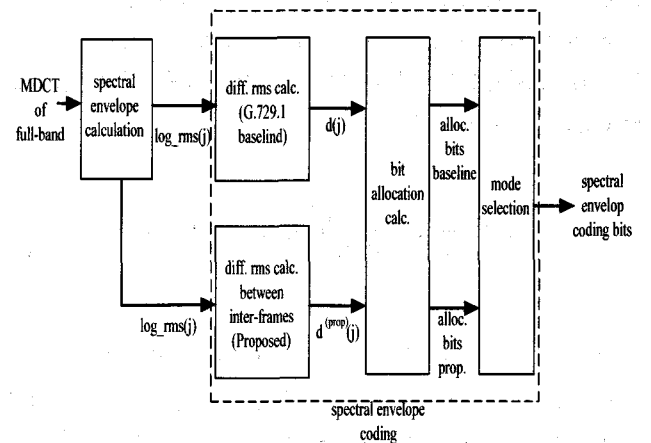 MDCT
of
full-band
spectral
envelope
calculation
log_rms(j)
log_rms(j)
diff. rms calc.
(G.729.1
baselind)
d(j)
diff. rms calc.
between
inter-frames
(Proposed)
d(prop)(j)
bit
allocation
calc.
alloc.
bits
baseline
alloc.
bits
prop.
mode
selection
spectral
envelop
coding bits
spectral envelope
coding